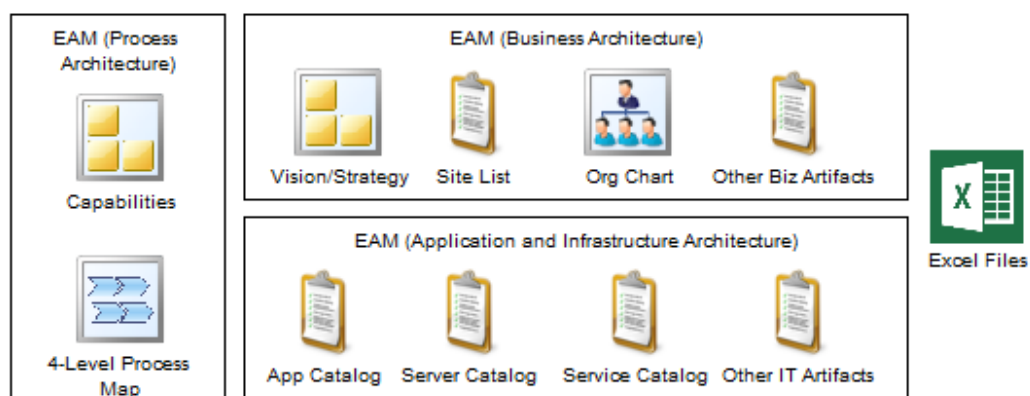 EAM (Process
Architecture)
Capabilities
4-Level Process
Map
EAM (Business Architecture)
Vision/Strategy
Site List
Org Chart
Other Biz Artifacts
EAM (Application and Infrastructure Architecture)
App Catalog
Server Catalog
Service Catalog
Other IT Artifacts
X
Excel Files